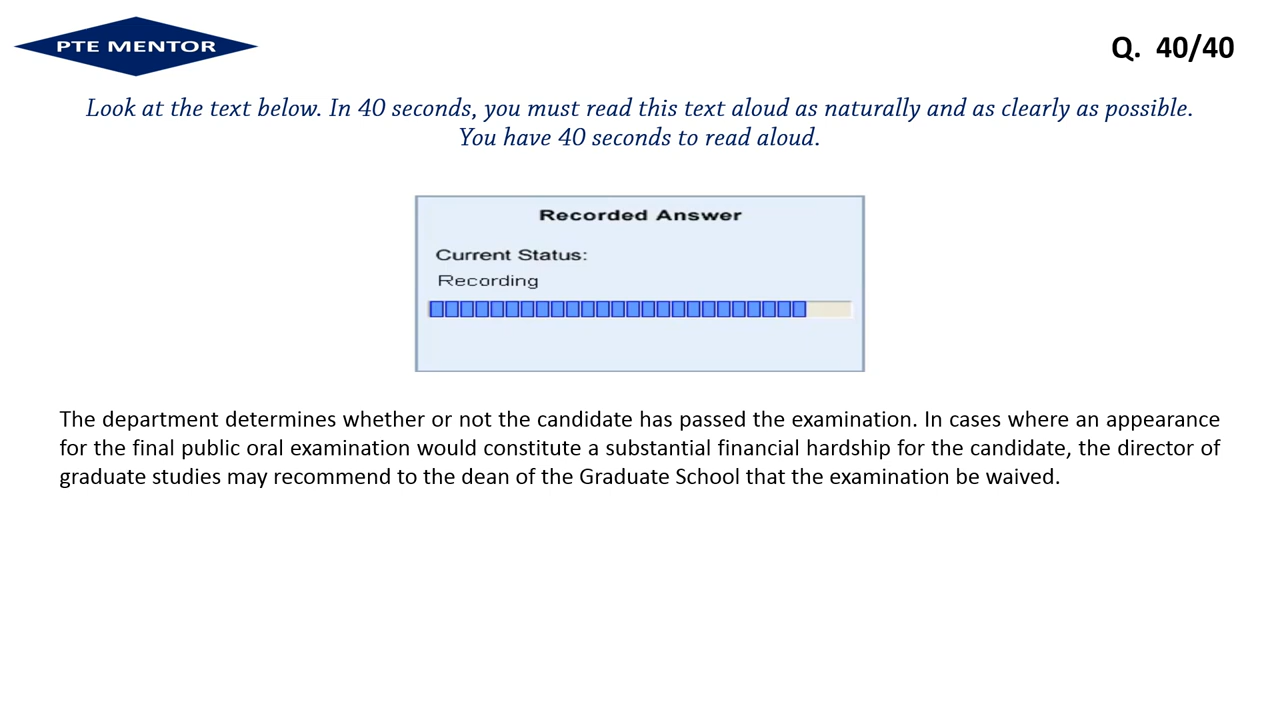 PTE MENTOR
Q. 40/40
Look at the text below. In 40 seconds, you must read this text aloud as naturally and as clearly as possible.
You have 40 seconds to read aloud.
Recorded Answer
Current Status:
Recording
The department determines whether or not the candidate has passed the examination. In cases where an appearance
for the final public oral examination would constitute a substantial financial hardship for the candidate, the director of
graduate studies may recommend to the dean of the Graduate School that the examination be waived.